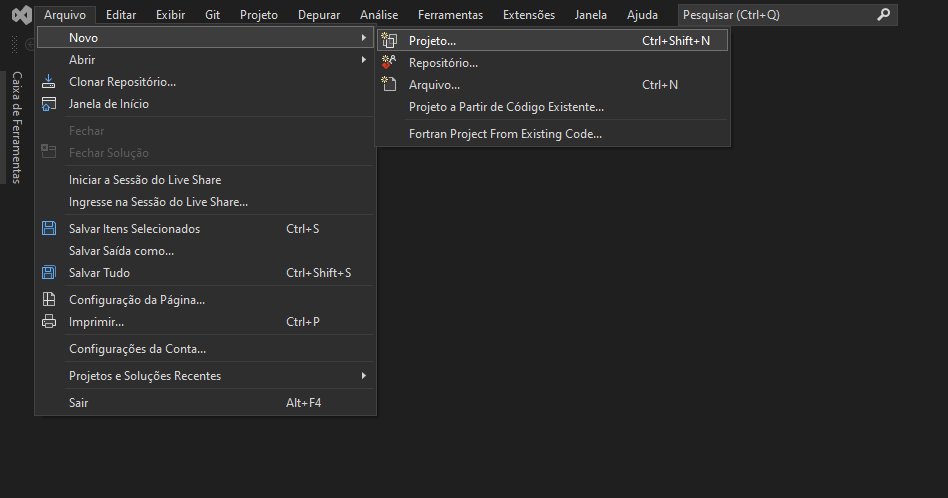 Arquivo Editar Exibir Git Projeto Depurar Análise Ferramentas Extensões Janela Ajuda Pesquisar (Ctrl+Q)
Novo
Abrir
Clonar Repositório...
Janela de Início
Fechar
Fechar Solução
Iniciar a Sessão do Live Share
Ingresse na Sessão do Live Share...
Salvar Itens Selecionados Ctrl+S
Salvar Saída como...
Salvar Tudo Ctrl+Shift+S
Configuração da Página...
Imprimir... Ctrl+P
Configurações da Conta...
Projetos e Soluções Recentes
Sair Alt+F4
Projeto... Ctrl+Shift+N
Repositório...
Arquivo... Ctrl+N
Projeto a Partir de Código Existente...
Fortran Project From Existing Code...
Caixa de Ferramentas